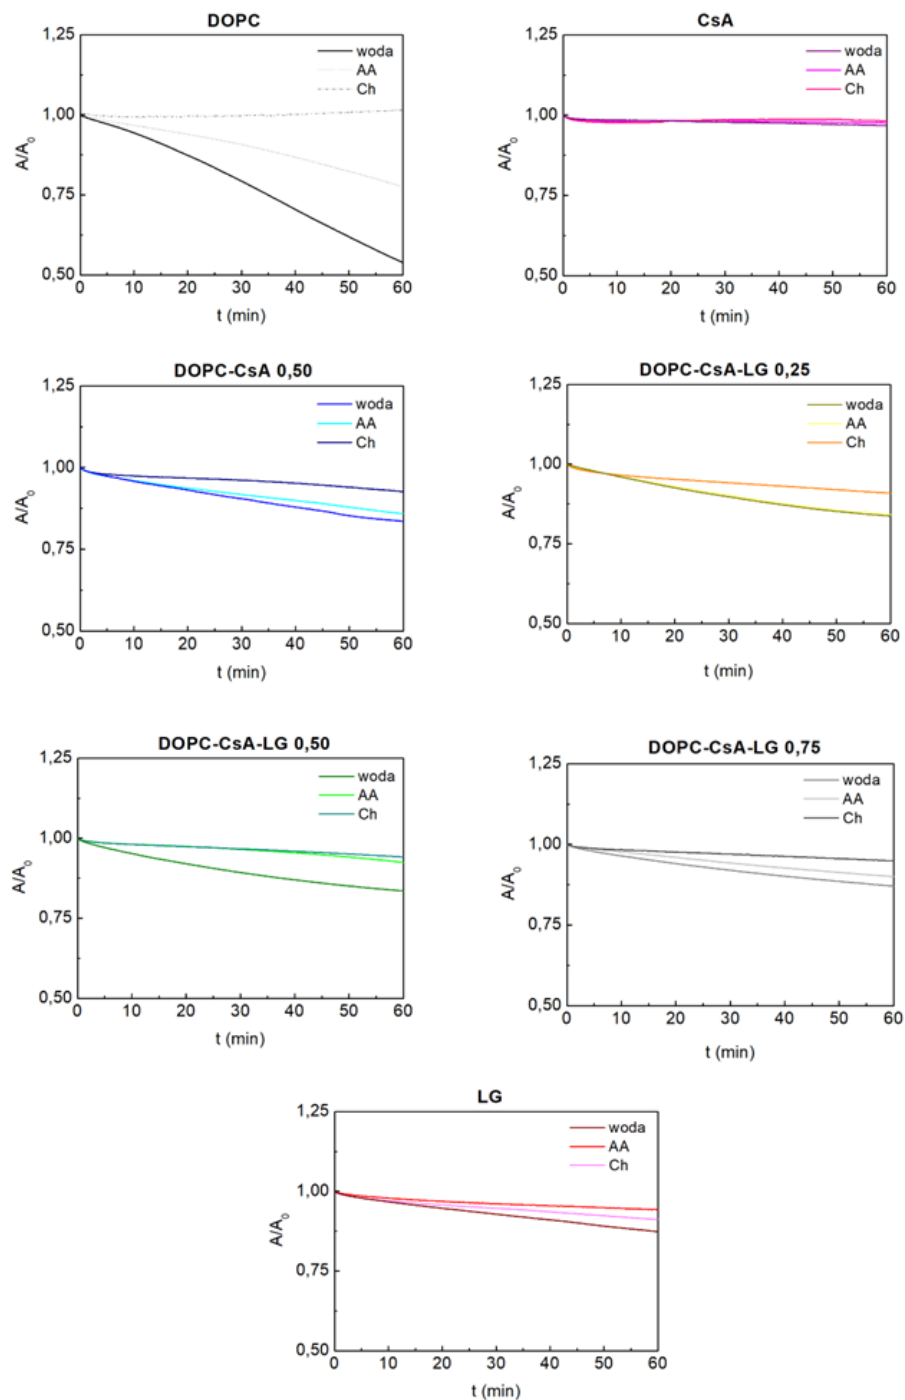 DOPC
1,25
1,00
0,75
0,50
A/A₀
woda
AA
Ch
0 10 20 30 40 50 60
t (min)
CsA
1,25
1,00
0,75
0,50
A/A₀
woda
AA
Ch
0 10 20 30 40 50 60
t (min)
DOPC-CsA 0,50
1,25
1,00
0,75
0,50
A/A₀
woda
AA
Ch
0 10 20 30 40 50 60
t (min)
DOPC-CsA-LG 0,25
1,25
1,00
0,75
0,50
A/A₀
woda
AA
Ch
0 10 20 30 40 50 60
t (min)
DOPC-CsA-LG 0,50
1,25
1,00
0,75
0,50
A/A₀
woda
AA
Ch
0 10 20 30 40 50 60
t (min)
DOPC-CsA-LG 0,75
1,25
1,00
0,75
0,50
A/A₀
woda
AA
Ch
0 10 20 30 40 50 60
t (min)
LG
1,25
1,00
0,75
0,50
A/A₀
woda
AA
Ch
0 10 20 30 40 50 60
t (min)